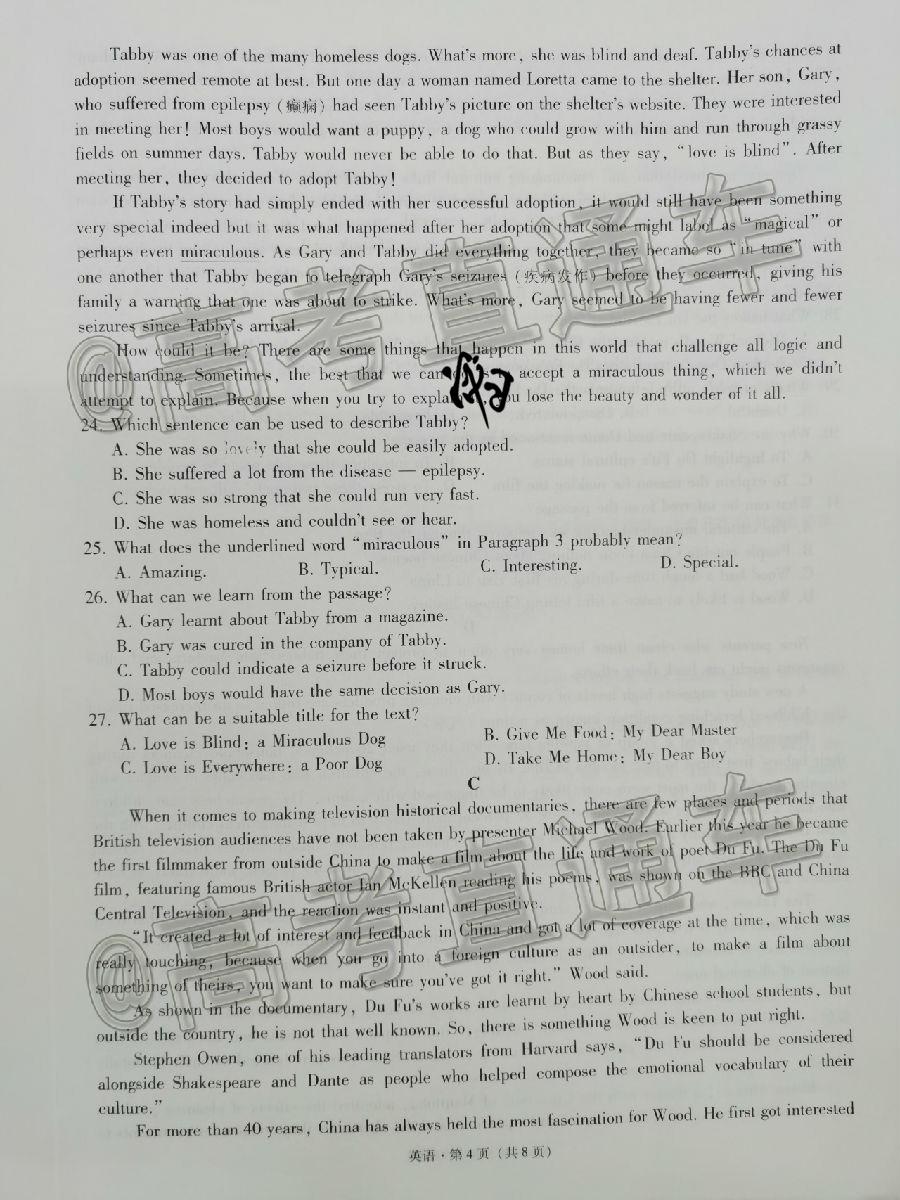 Tabby was one of the many homeless dogs. What's more, she was blind and deaf. Tabby's chances at
adoption seemed remote at best. But one day a woman named Loretta came to the shelter. Her son, Gary,
who suffered from epilepsy (癫痫) had seen Tabby's picture on the shelter's website. They were interested
in meeting her! Most boys would want a puppy, a dog who could grow with him and run through grassy
fields on summer days. Tabby would never be able to do that. But as they say, "love is blind". After
meeting her, they decided to adopt Tabby!
If Tabby's story had simply ended with her successful adoption, it would still have been something
very special indeed but it was what happened after her adoption that some might label as "magical" or
perhaps even miraculous. As Gary and Tabby did everything together, they became so "in tune" with
one another that Tabby began to telegraph Gary's seizures (疾病发作) before they occurred, giving his
family a warning that one was about to strike. What's more, Gary seemed to be having fewer and fewer
seizures since Tabby's arrival.
How could it be? There are some things that happen in this world that challenge all logic and
understanding. Sometimes, the best that we can accept a miraculous thing, which we didn't
attempt to explain. Because when you try to explain you lose the beauty and wonder of it all.
24. Which sentence can be used to describe Tabby?
A. She was so lovely that she could be easily adopted.
B. She suffered a lot from the disease — epilepsy.
C. She was so strong that she could run very fast.
D. She was homeless and couldn't see or hear.
25. What does the underlined word "miraculous" in Paragraph 3 probably mean?
A. Amazing. B. Typical. C. Interesting. D. Special.
26. What can we learn from the passage?
A. Gary learnt about Tabby from a magazine.
B. Gary was cured in the company of Tabby.
C. Tabby could indicate a seizure before it struck.
D. Most boys would have the same decision as Gary.
27. What can be a suitable title for the text?
A. Love is Blind: a Miraculous Dog B. Give Me Food: My Dear Master
C. Love is Everywhere: a Poor Dog D. Take Me Home: My Dear Boy
C
When it comes to making television historical documentaries, there are few places and periods that
British television audiences have not been taken by presenter Michael Wood. Earlier this year he became
the first filmmaker from outside China to make a film about the life and work of poet Du Fu. The Du Fu
film, featuring famous British actor Ian McKellen reading his poems, was shown on the BBC and China
Central Television, and the reaction was instant and positive.
"It created a lot of interest and feedback in China and got a lot of coverage at the time, which was
really touching, because when you go into a foreign culture as an outsider, to make a film about
something of theirs, you want to make sure you've got it right." Wood said.
As shown in the documentary, Du Fu's works are learnt by heart by Chinese school students, but
outside the country, he is not that well known. So, there is something Wood is keen to put right.
Stephen Owen, one of his leading translators from Harvard says, "Du Fu should be considered
alongside Shakespeare and Dante as people who helped compose the emotional vocabulary of their
culture."
For more than 40 years, China has always held the most fascination for Wood. He first got interested
英语·第4页(共8页)
@高考直通车
@高考直通车